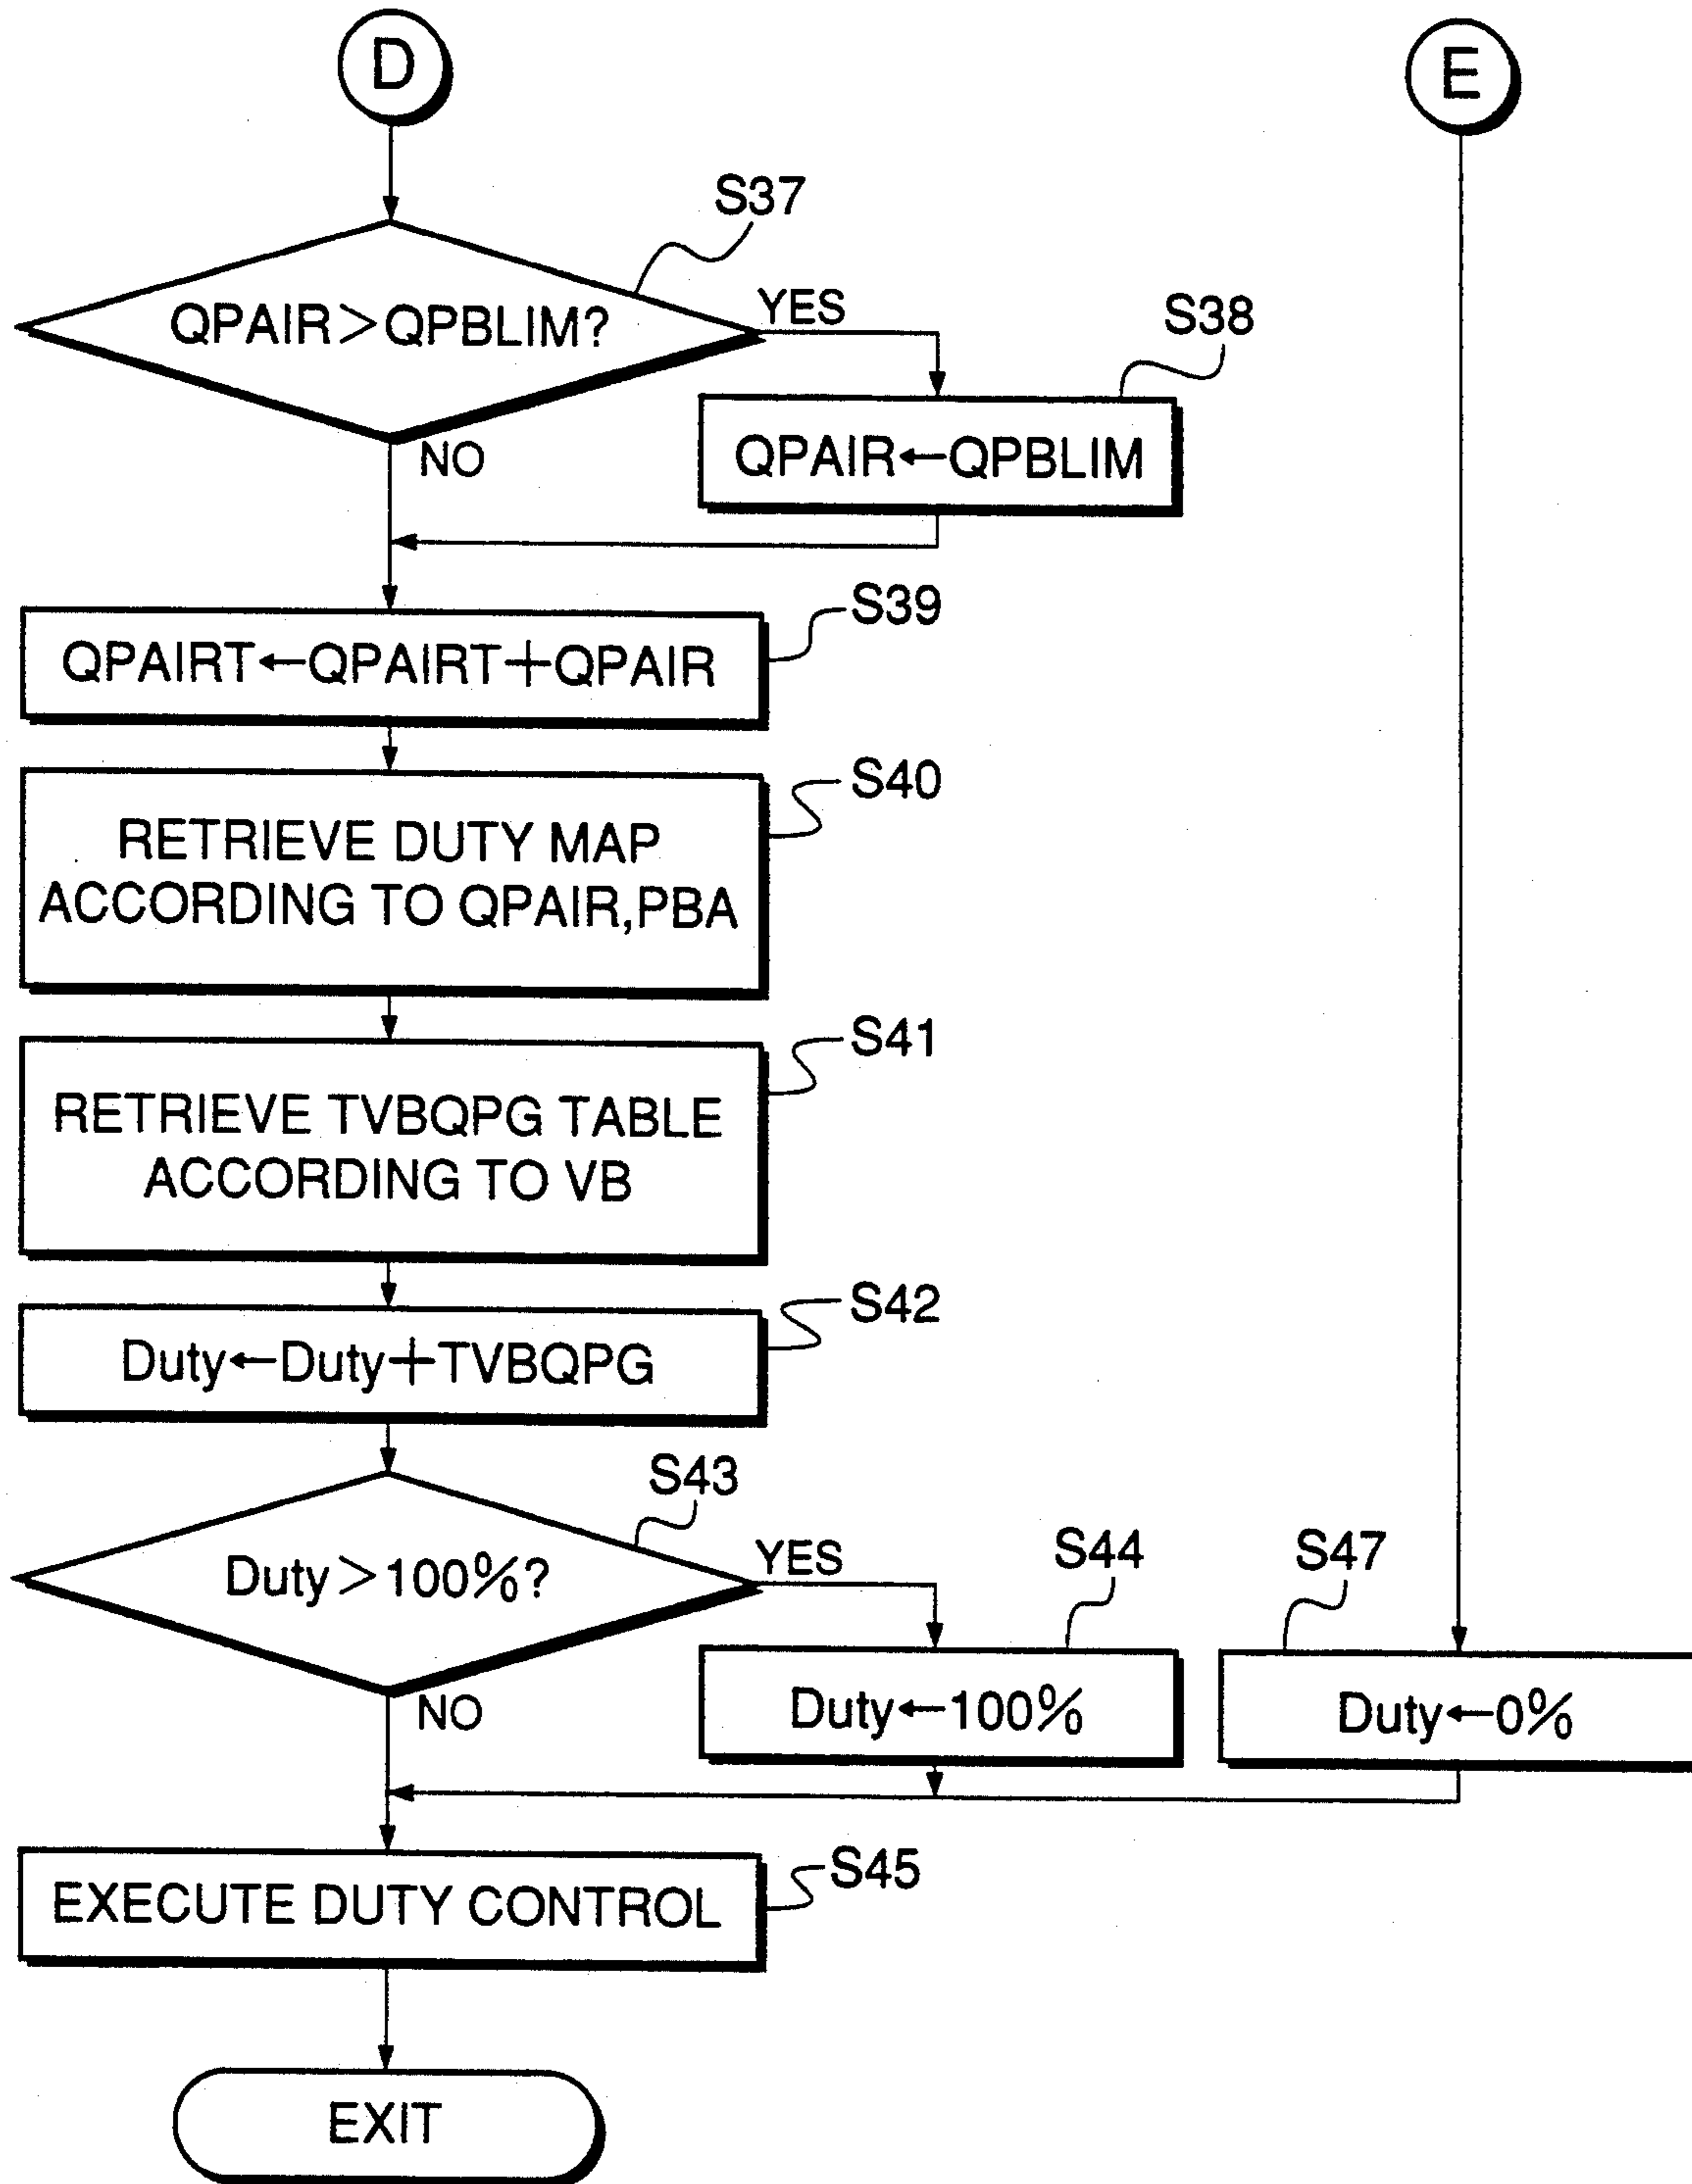 D
E
S37
QPAIR>QPBLIM?
YES
S38
QPAIR←QPBLIM
NO
S39
QPAIRT←QPAIRT+QPAIR
S40
RETRIEVE DUTY MAP
ACCORDING TO QPAIR,PBA
S41
RETRIEVE TVBQPG TABLE
ACCORDING TO VB
S42
Duty←Duty+TVBQPG
S43
Duty>100%?
YES
S44
Duty←100%
S47
Duty←0%
NO
S45
EXECUTE DUTY CONTROL
EXIT